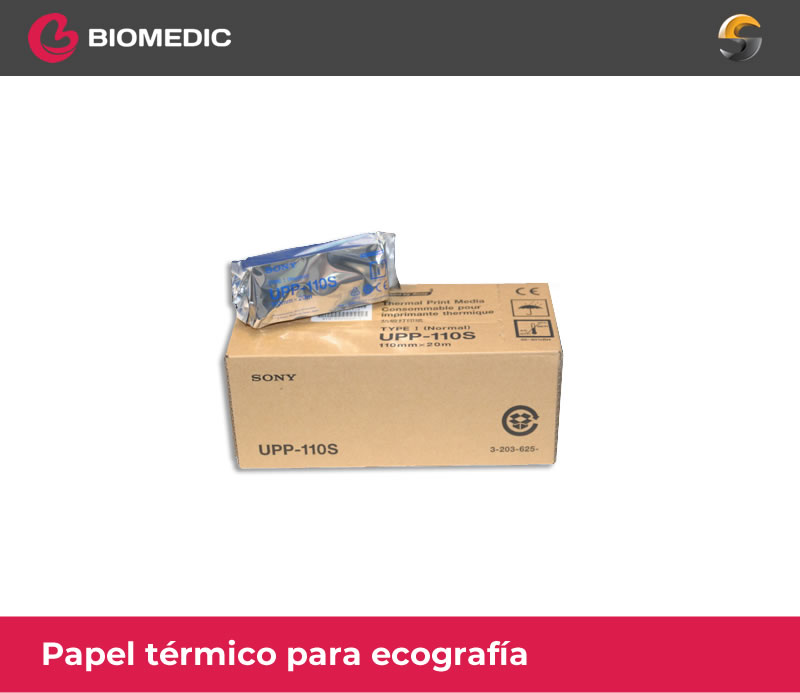 BIOMEDIC
SONY
UPP-110S
Thermal Print Media
Consommable pour
imprimante thermique
TYPE I (Normal)
UPP-110S
110mm×20m
CE
SONY
UPP-110S
3-203-625-
Papel térmico para ecografía